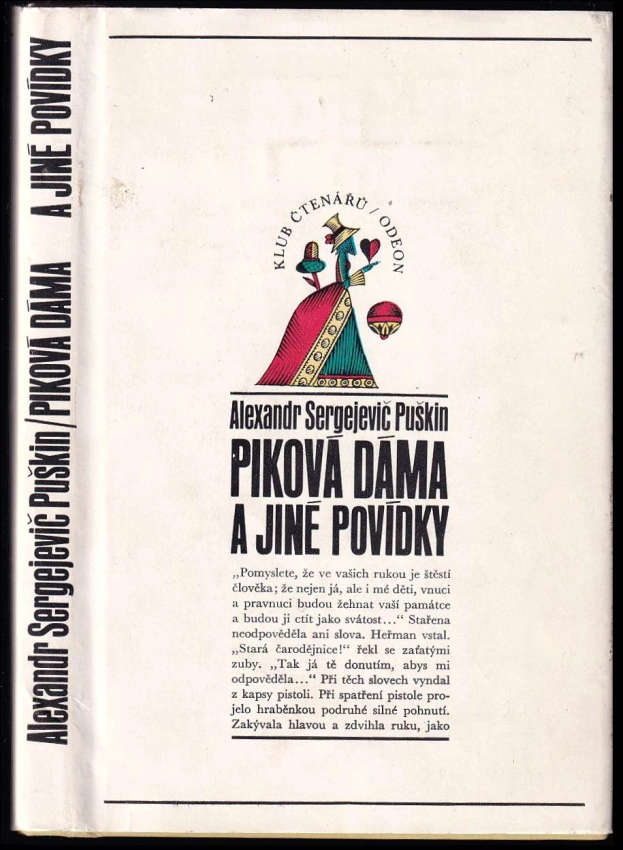 Alexandr Sergejevič Puškin/PIKOVÁ DÁMA A JINÉ POVÍDKY
KLUB ČTENÁŘŮ / ODEON
Alexandr Sergejevič Puškin
PIKOVÁ DÁMA
A JINÉ POVÍDKY
„Pomyslete, že ve vašich rukou je štěstí
člověka; že nejen já, ale i mé děti, vnuci
a pravnuci budou žehnat vaší památce
a budou ji ctít jako svátost...“ Stařena
neodpověděla ani slova. Heřman vstal.
„Stará čarodějnice!“ řekl se zaťatými
zuby. „Tak já tě donutím, abys mi
odpověděla...“ Při těch slovech vyndal
z kapsy pistoli. Při spatření pistole pro-
jelo hraběnkou podruhé silné pohnutí.
Zakývala hlavou a zdvihla ruku, jako